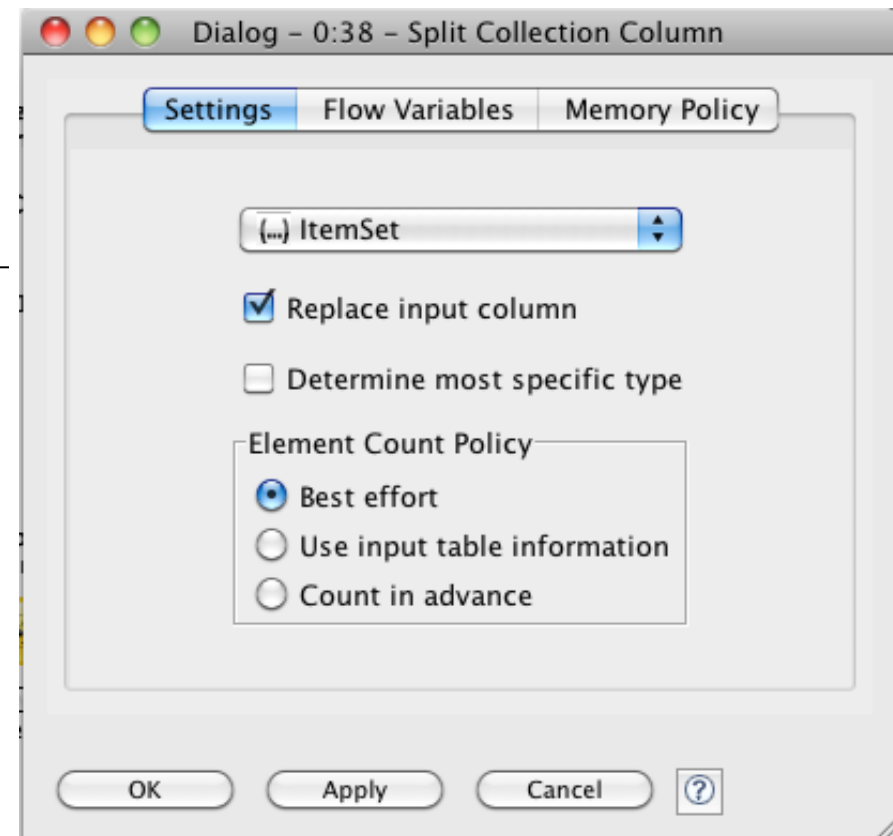 Dialog – 0:38 – Split Collection Column
Settings Flow Variables Memory Policy
{...} ItemSet
Replace input column
Determine most specific type
Element Count Policy
Best effort
Use input table information
Count in advance
OK Apply Cancel ?